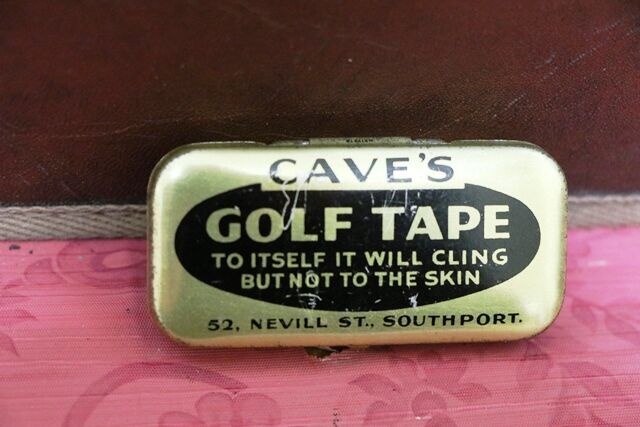 CAVE'S
GOLF TAPE
TO ITSELF IT WILL CLING
BUT NOT TO THE SKIN
52, NEVILL ST., SOUTHPORT.